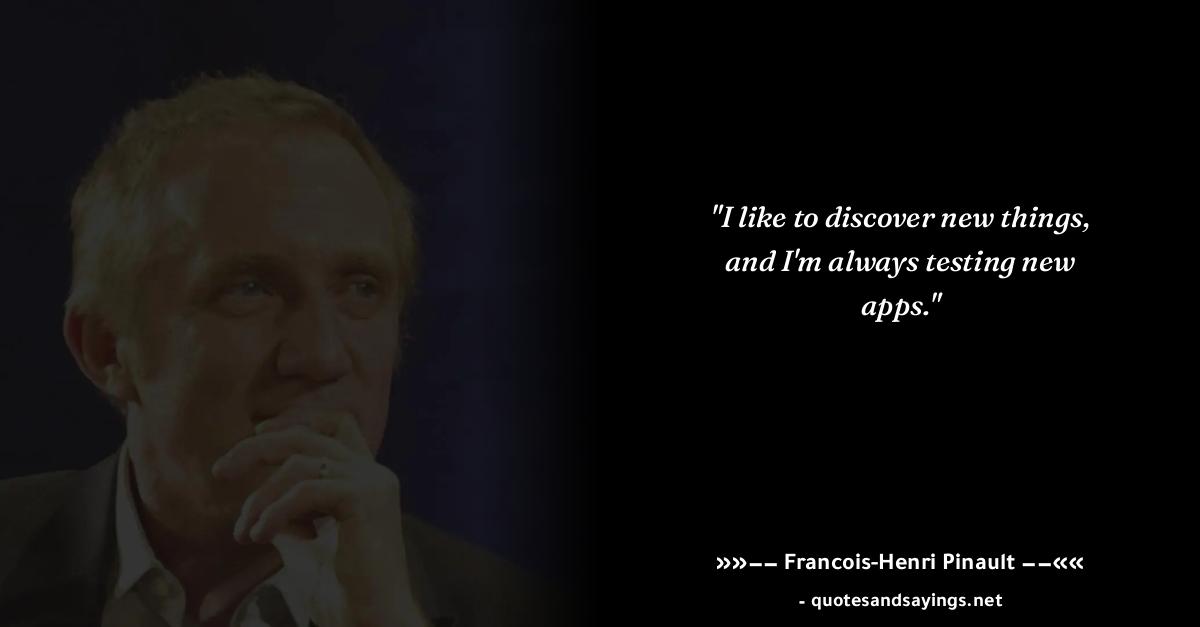 "I like to discover new things,
and I'm always testing new
apps."
»»−− Francois-Henri Pinault −−««
- quotesandsayings.net